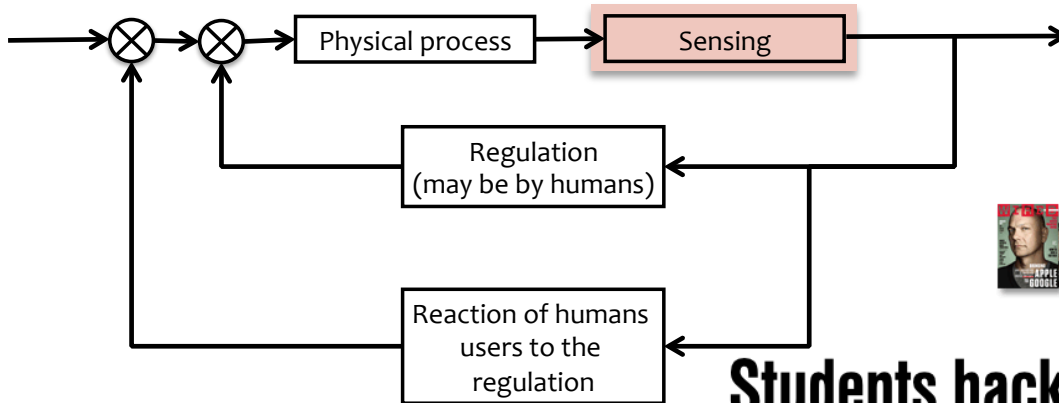 Physical process
Sensing
Regulation
(may be by humans)
APPLE
GOOGLE
Reaction of humans
users to the
regulation
Students hack